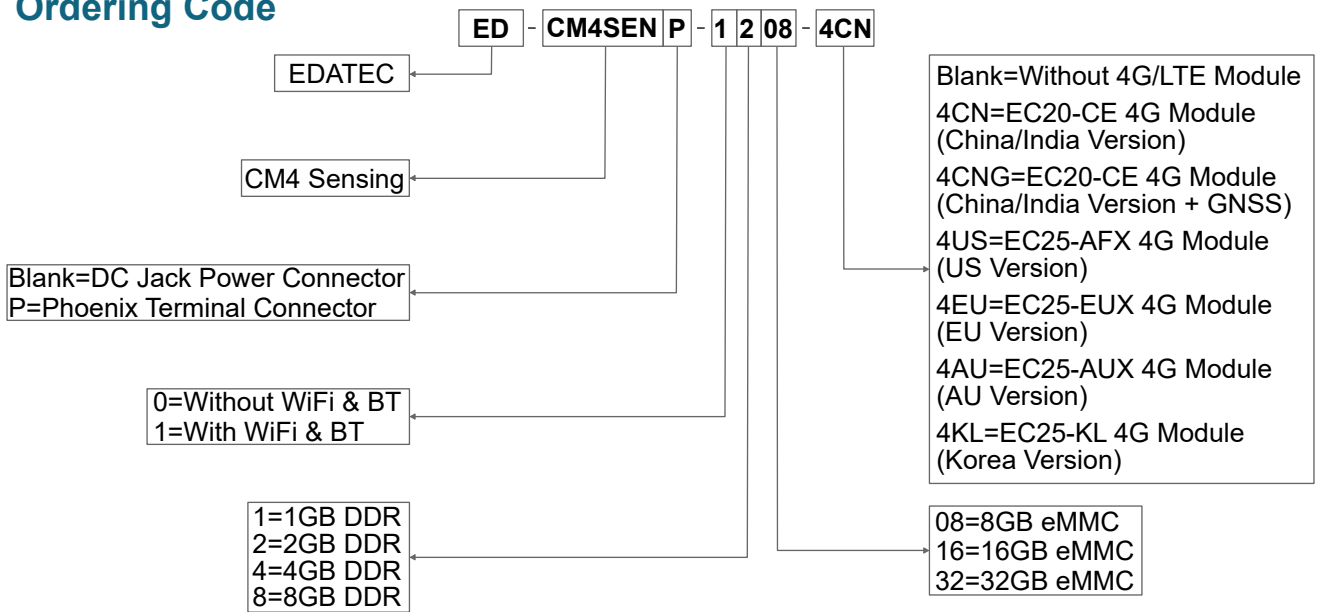 Ordering Code
ED - CM4SEN P - 1 2 08 - 4CN
EDATEC
CM4 Sensing
Blank=DC Jack Power Connector
P=Phoenix Terminal Connector
0=Without WiFi & BT
1=With WiFi & BT
1=1GB DDR
2=2GB DDR
4=4GB DDR
8=8GB DDR
Blank=Without 4G/LTE Module
4CN=EC20-CE 4G Module
(China/India Version)
4CNG=EC20-CE 4G Module
(China/India Version + GNSS)
4US=EC25-AFX 4G Module
(US Version)
4EU=EC25-EUX 4G Module
(EU Version)
4AU=EC25-AUX 4G Module
(AU Version)
4KL=EC25-KL 4G Module
(Korea Version)
08=8GB eMMC
16=16GB eMMC
32=32GB eMMC